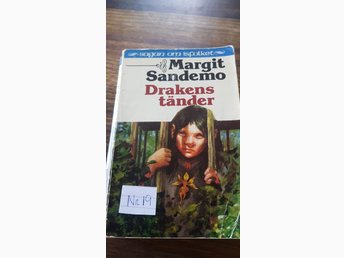 sagan om isfolket
Margit
Sandemo
Drakens
tänder
Nr 19